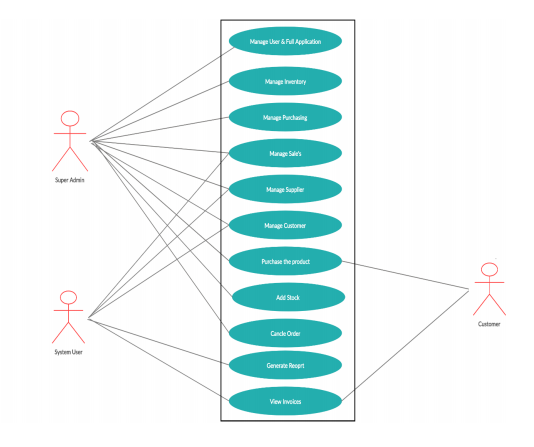 Manage User & Full Application
Manage Inventory
Manage Purchasing
Manage Sale's
Super Admin
Manage Supplier
Manage Customer
Purchase the product
Add Stock
Customer
Cancle Order
System User
Generate Reoprt
View Invoices